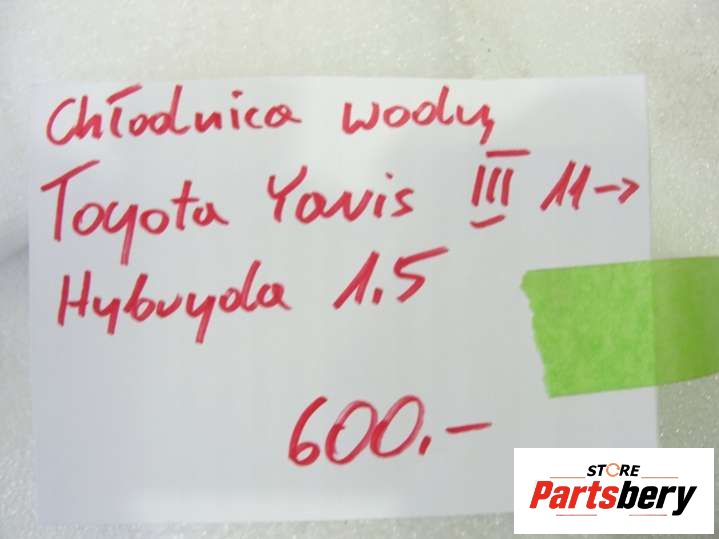 Chłodnica wody
Toyota Yaris III 11->
Hybryda 1.5
600.-
STORE
Partsbery